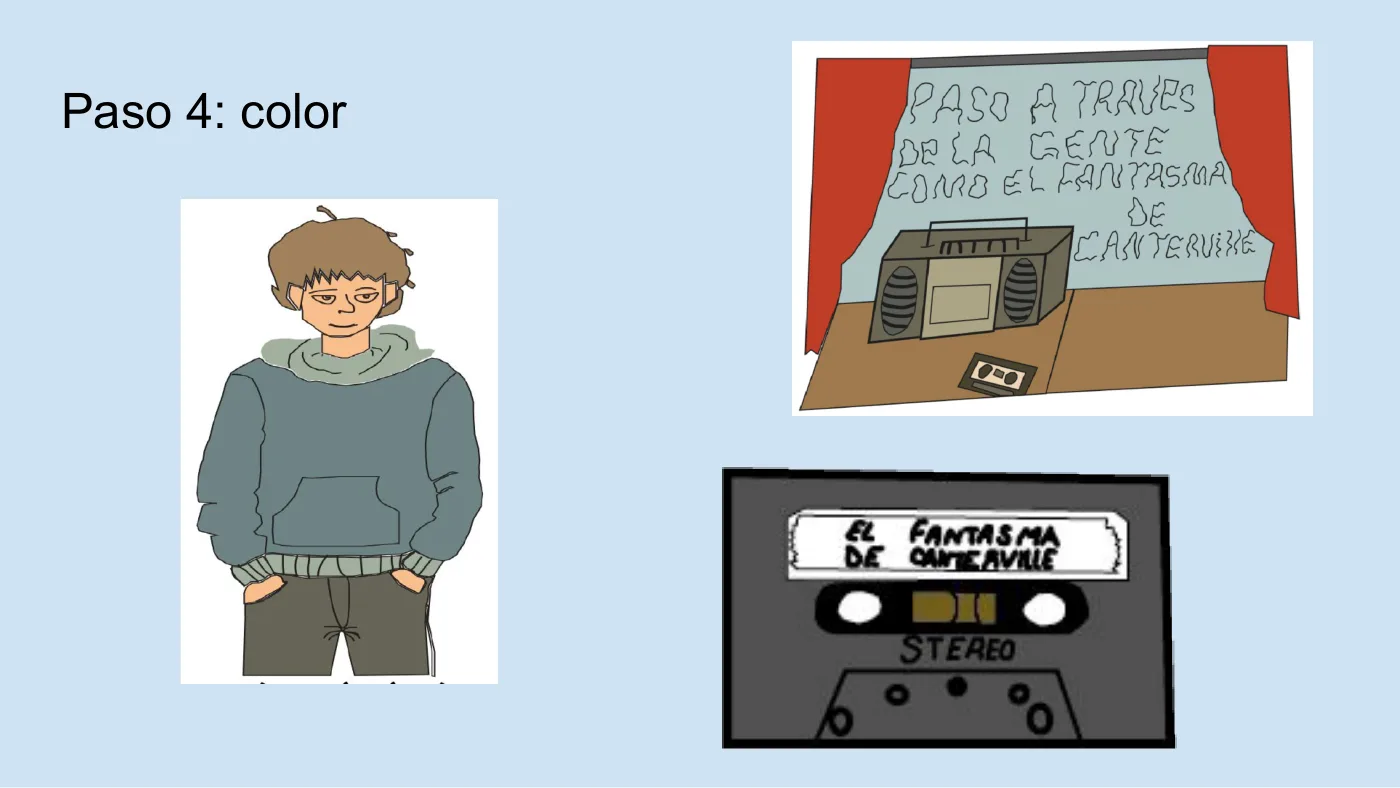 Paso 4: color
PASO A TRAVES
DE LA GENTE
COMO EL FANTASMA
DE
CANTERVILLE
EL FANTASMA
DE CANTERVILLE
STEREO